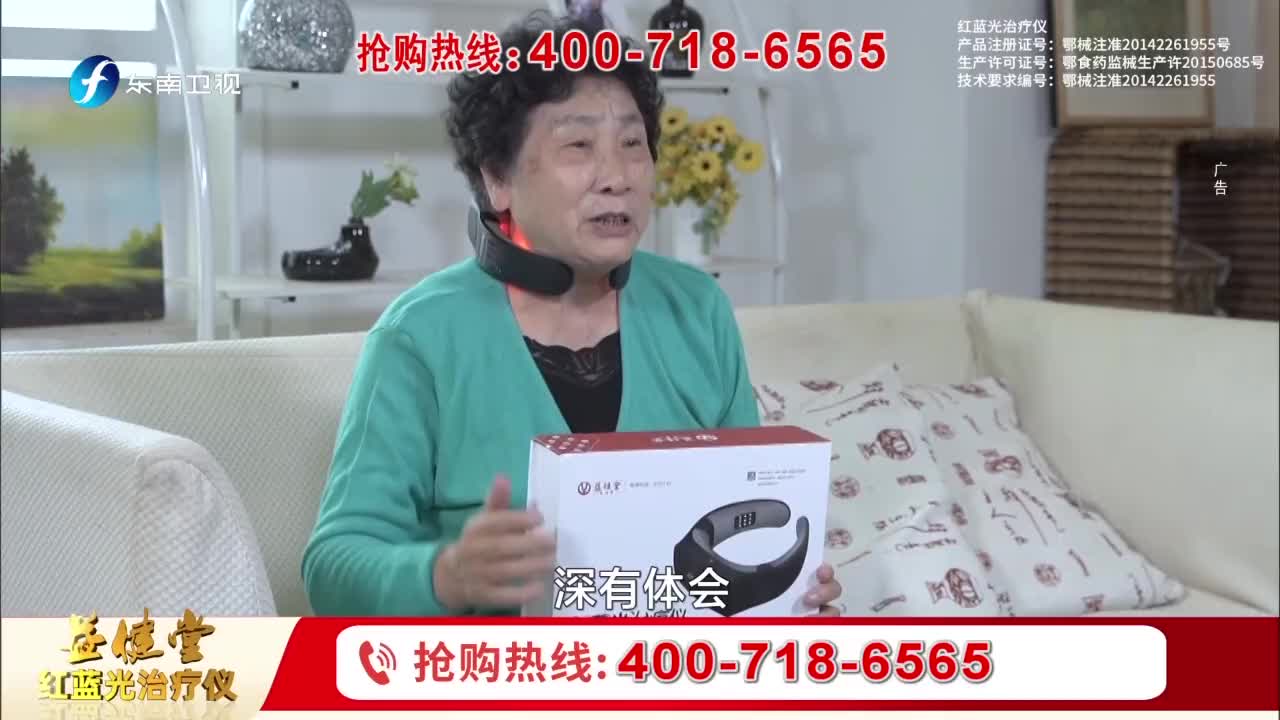 抢购热线:400-718-6565
东南卫视
红蓝光治疗仪
产品注册证号：鄂械注准20142261955号
生产许可证号：鄂食药监械生产许20150685号
技术要求编号：鄂械注准20142261955
广告
益健堂
深有体会
益健堂
红蓝光治疗仪
抢购热线:400-718-6565